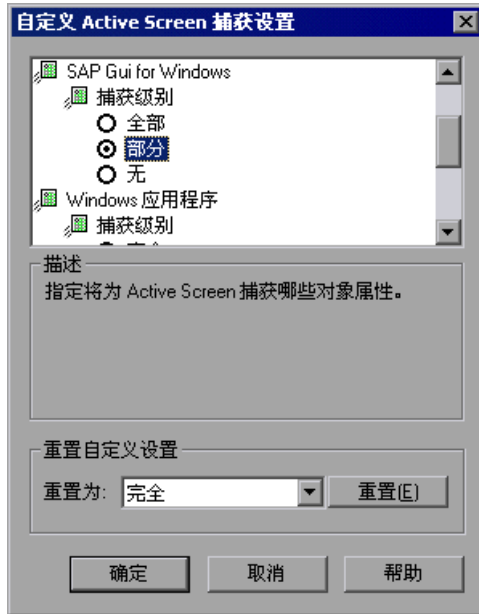 自定义 Active Screen 捕获设置
SAP Gui for Windows
捕获级别
全部
部分
无
Windows 应用程序
捕获级别
描述
指定将为 Active Screen 捕获哪些对象属性。
重置自定义设置
重置为: 完全 重置(E)
确定 取消 帮助